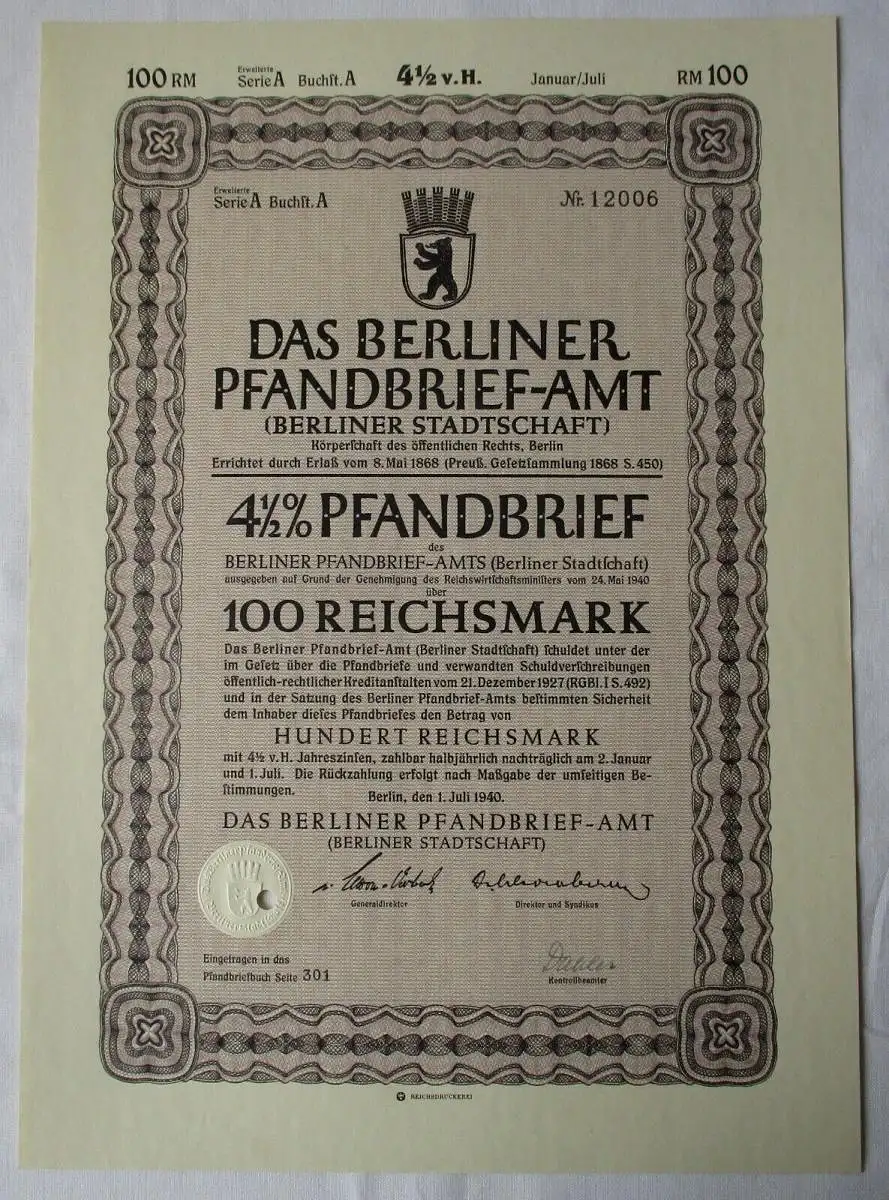 100 RM Erweiterte Serie A Buchſt. A 4½ v.H. Januar/Juli RM 100
Erweiterte
Serie A Buchſt. A Nr. 12006
DAS BERLINER
PFANDBRIEF-AMT
(BERLINER STADTSCHAFT)
Körperſchaft des öffentlichen Rechts, Berlin
Errichtet durch Erlaß vom 8. Mai 1868 (Preuß. Geſetzſammlung 1868 S. 450)
4½% PFANDBRIEF
des
BERLINER PFANDBRIEF-AMTS (Berliner Stadtſchaft)
ausgegeben auf Grund der Genehmigung des Reichswirtſchaftsminiſters vom 24. Mai 1940
über
100 REICHSMARK
Das Berliner Pfandbrief-Amt (Berliner Stadtſchaft) ſchuldet unter der
im Geſetz über die Pfandbriefe und verwandten Schuldverſchreibungen
öffentlich-rechtlicher Kreditanſtalten vom 21. Dezember 1927 (RGBl. I S. 492)
und in der Satzung des Berliner Pfandbrief-Amts beſtimmten Sicherheit
dem Inhaber dieſes Pfandbriefes den Betrag von
HUNDERT REICHSMARK
mit 4½ v. H. Jahreszinſen, zahlbar halbjährlich nachträglich am 2. Januar
und 1. Juli. Die Rückzahlung erfolgt nach Maßgabe der umſeitigen Be-
ſtimmungen.
Berlin, den 1. Juli 1940.
DAS BERLINER PFANDBRIEF-AMT
(BERLINER STADTSCHAFT)
Generaldirektor Direktor und Syndikus
Eingetragen in das
Pfandbriefbuch Seite 301
Kontrollbeamter
REICHSDRUCKEREI